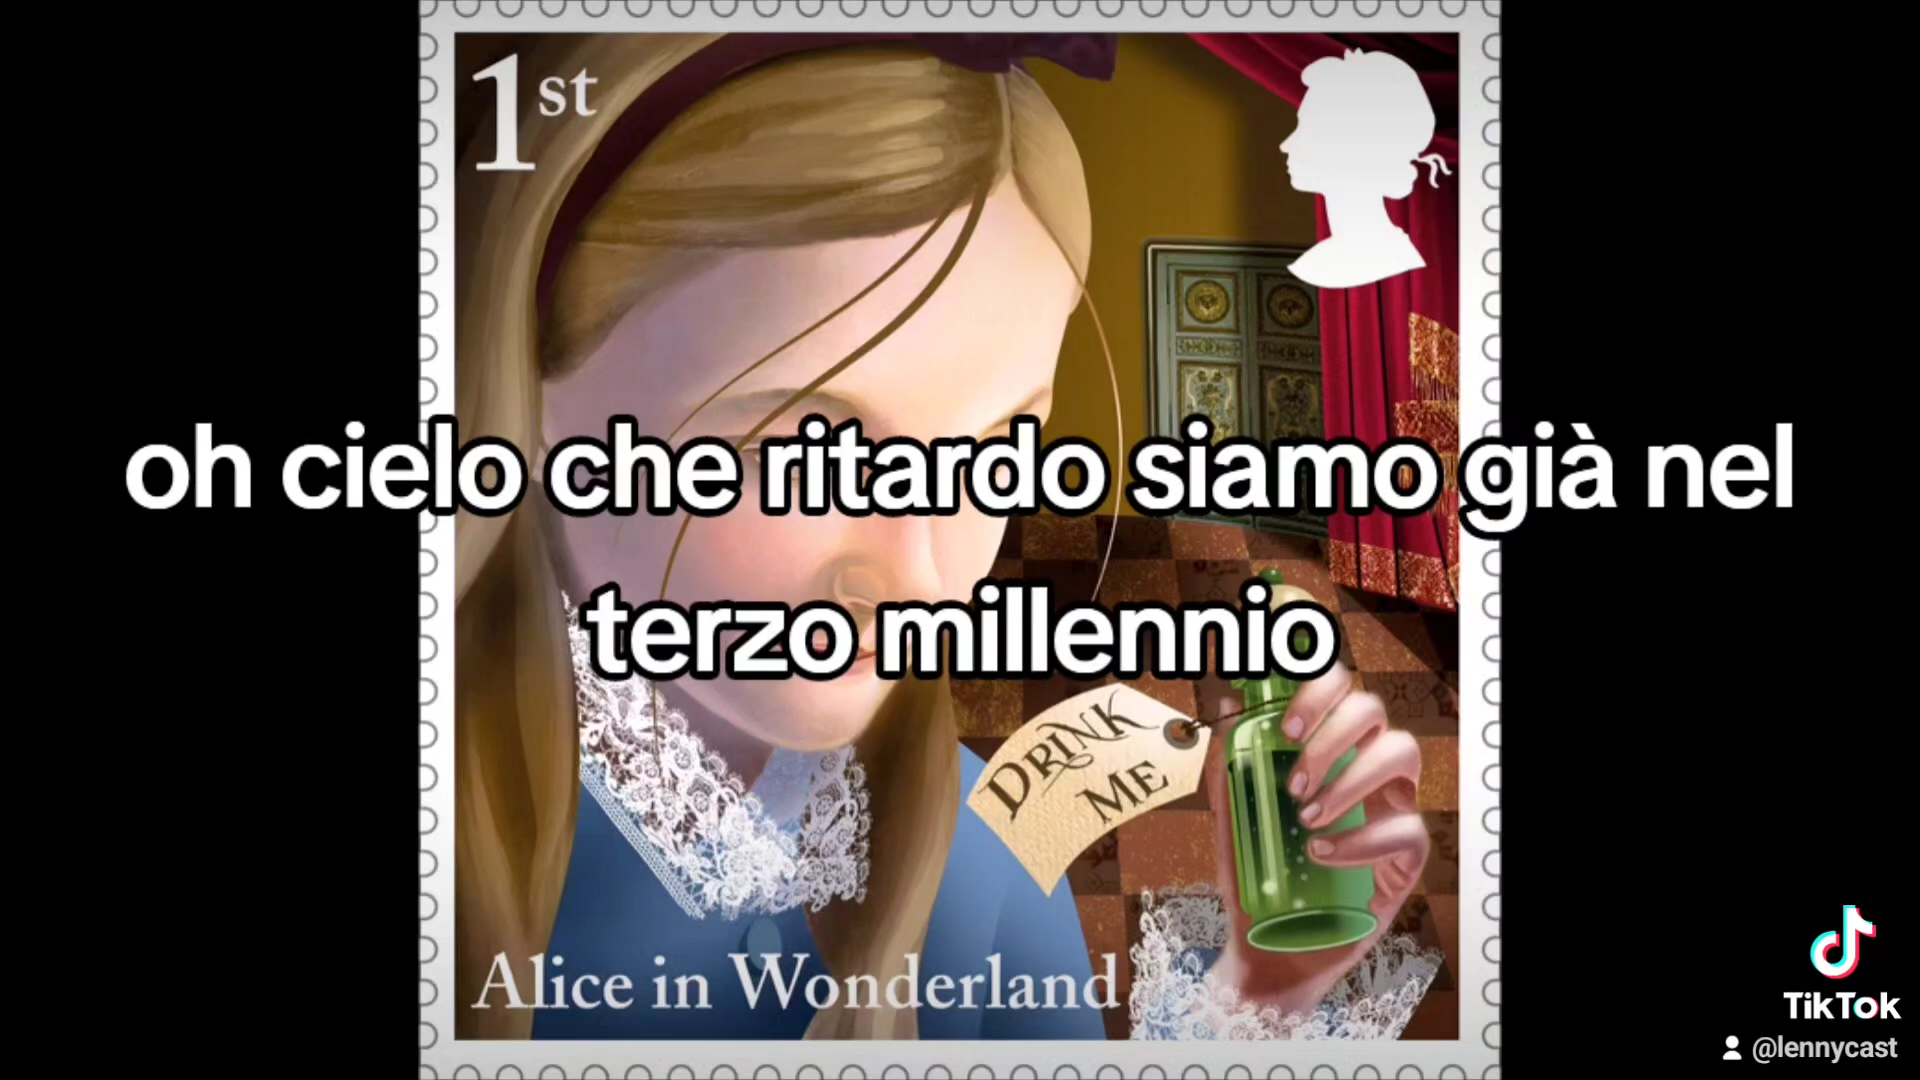 1st
oh cielo che ritardo siamo già nel
terzo millennio
DRINK
ME
Alice in Wonderland
TikTok
@lennycast